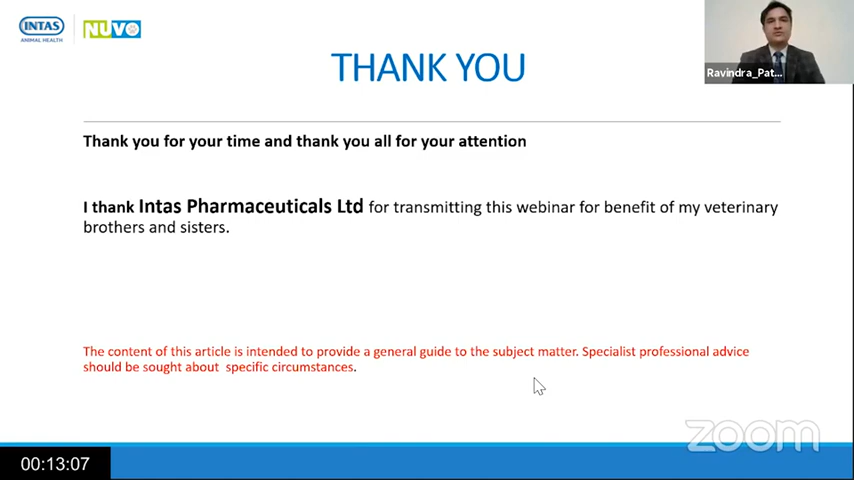 INTAS
ANIMAL HEALTH
NUVO
Ravindra_Pat...
THANK YOU
Thank you for your time and thank you all for your attention
I thank Intas Pharmaceuticals Ltd for transmitting this webinar for benefit of my veterinary
brothers and sisters.
The content of this article is intended to provide a general guide to the subject matter. Specialist professional advice
should be sought about specific circumstances.
zoom
00:13:07